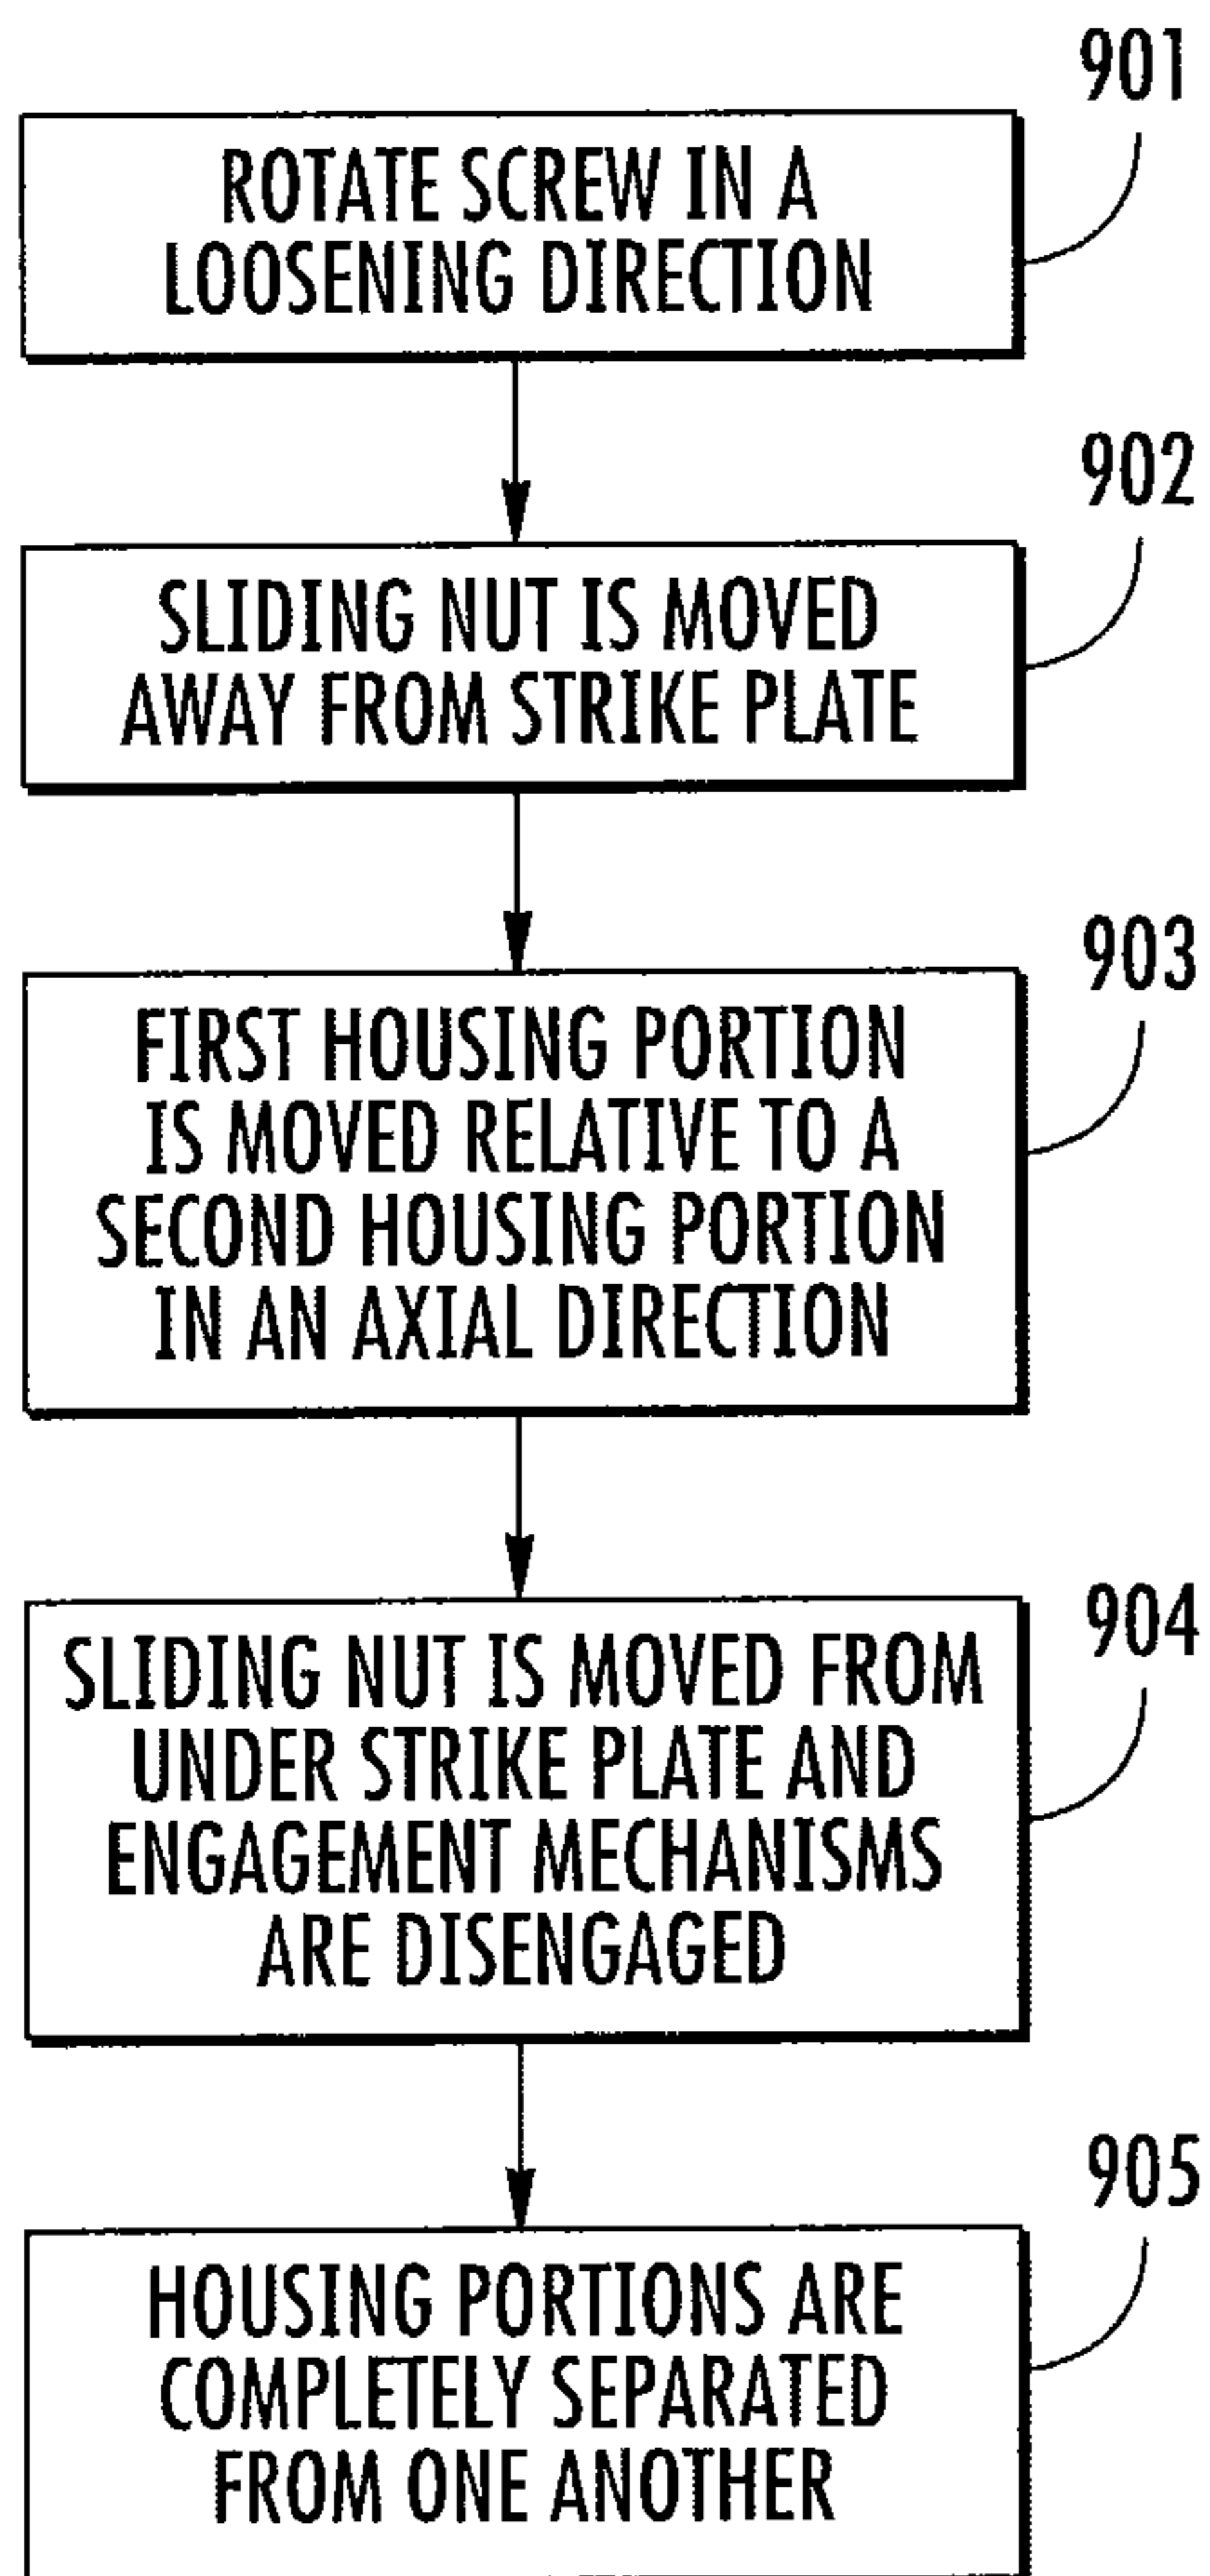 901
ROTATE SCREW IN A
LOOSENING DIRECTION
902
SLIDING NUT IS MOVED
AWAY FROM STRIKE PLATE
903
FIRST HOUSING PORTION
IS MOVED RELATIVE TO A
SECOND HOUSING PORTION
IN AN AXIAL DIRECTION
904
SLIDING NUT IS MOVED FROM
UNDER STRIKE PLATE AND
ENGAGEMENT MECHANISMS
ARE DISENGAGED
905
HOUSING PORTIONS ARE
COMPLETELY SEPARATED
FROM ONE ANOTHER